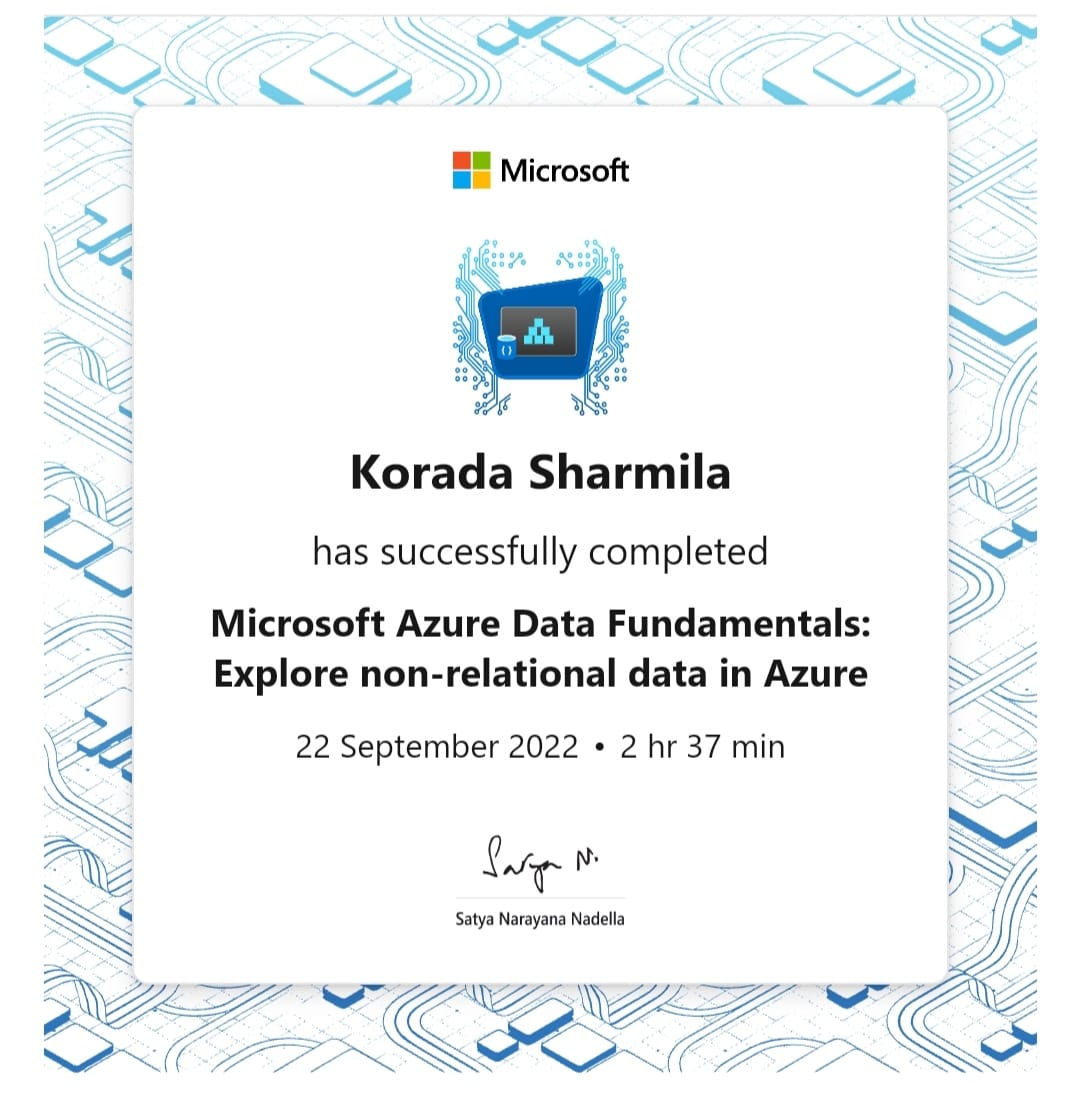 Microsoft
Korada Sharmila
has successfully completed
Microsoft Azure Data Fundamentals:
Explore non-relational data in Azure
22 September 2022 • 2 hr 37 min
Satya N.
Satya Narayana Nadella